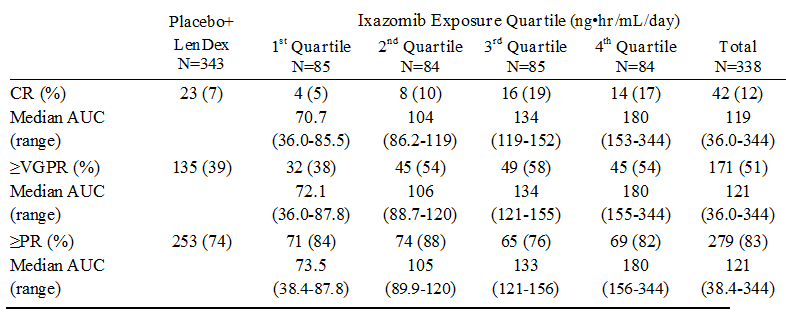 Placebo+ LenDex N=343 Ixazomib Exposure Quartile (ng•hr/mL/day)
1st Quartile N=85 2nd Quartile N=84 3rd Quartile N=85 4th Quartile N=84 Total N=338
CR (%) 23 (7) 4 (5) 8 (10) 16 (19) 14 (17) 42 (12)
Median AUC 70.7 104 134 180 119
(range) (36.0-85.5) (86.2-119) (119-152) (153-344) (36.0-344)
≥VGPR (%) 135 (39) 32 (38) 45 (54) 49 (58) 45 (54) 171 (51)
Median AUC 72.1 106 134 180 121
(range) (36.0-87.8) (88.7-120) (121-155) (155-344) (36.0-344)
≥PR (%) 253 (74) 71 (84) 74 (88) 65 (76) 69 (82) 279 (83)
Median AUC 73.5 105 133 180 121
(range) (38.4-87.8) (89.9-120) (121-156) (156-344) (38.4-344)